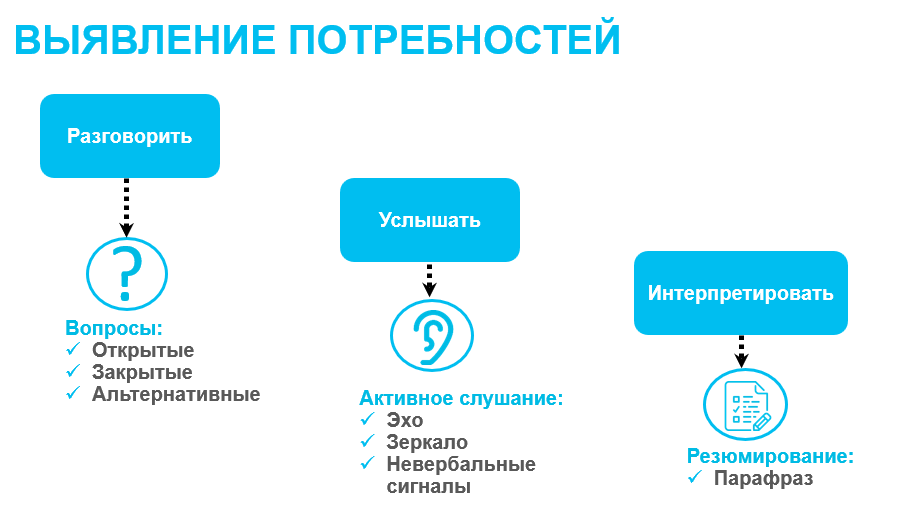 ВЫЯВЛЕНИЕ ПОТРЕБНОСТЕЙ
Разговорить
Вопросы:
Открытые
Закрытые
Альтернативные
Услышать
Активное слушание:
Эхо
Зеркало
Невербальные
сигналы
Интерпретировать
Резюмирование:
Парафраз